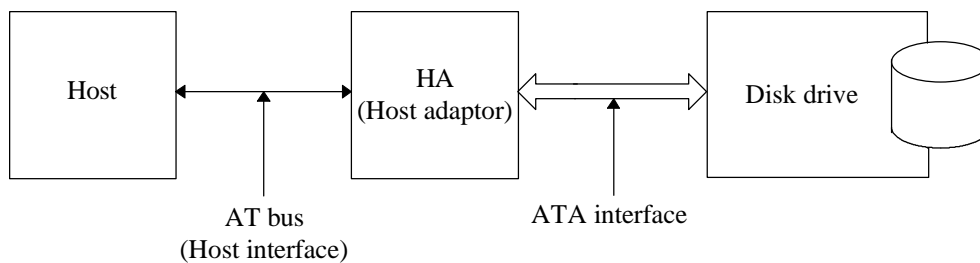 Host
HA
(Host adaptor)
Disk drive
AT bus
(Host interface)
ATA interface